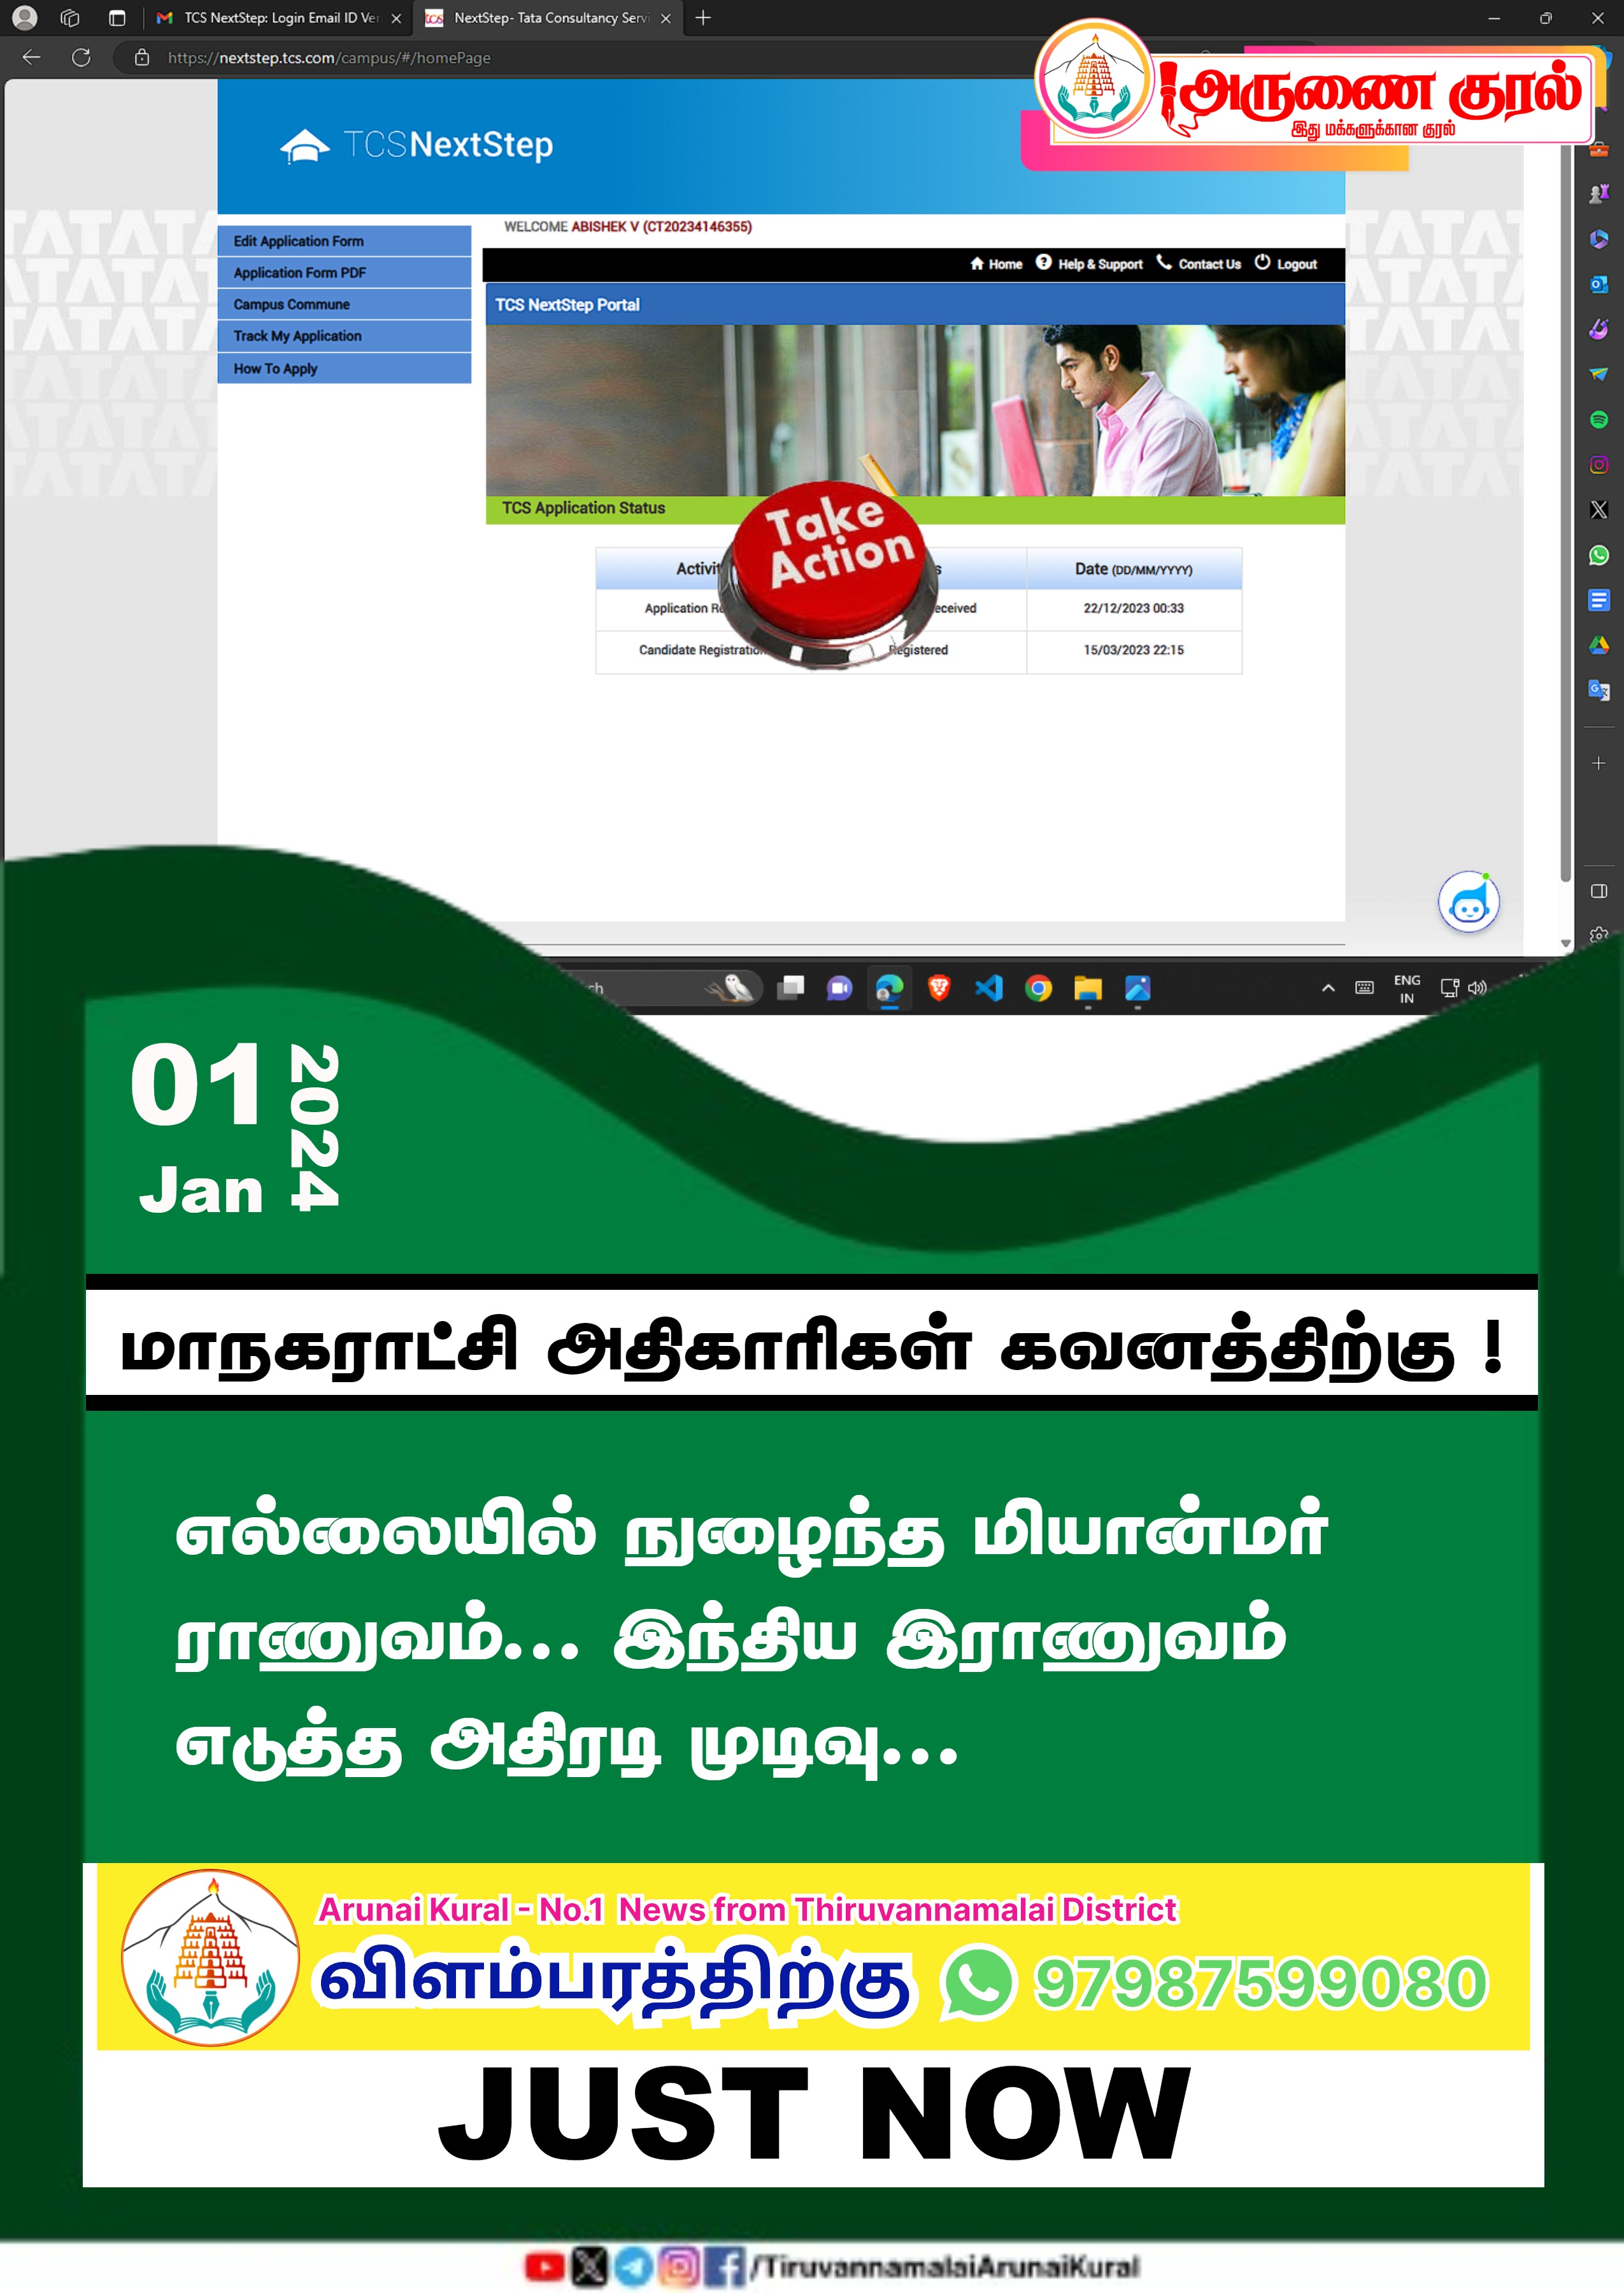 TCS NextStep: Login Email ID Ver
NextStep - Tata Consultancy Servi
https://nextstep.tcs.com/campus/#/homePage
அருணை குரல்
இது மக்களுக்கான குரல்
TCS NextStep
WELCOME ABISHEK V (CT20234146355)
Edit Application Form
Application Form PDF
Campus Commune
Track My Application
How To Apply
Home Help & Support Contact Us Logout
TCS NextStep Portal
TCS Application Status
Take
Action
Date (DD/MM/YYYY)
Application 22/12/2023 00:33
Candidate Registered 15/03/2023 22:15
ENG
IN
01
Jan
2024
மாநகராட்சி அதிகாரிகள் கவனத்திற்கு !
எல்லையில் நுழைந்த மியான்மர்
ராணுவம்... இந்திய இராணுவம்
எடுத்த அதிரடி முடிவு...
Arunai Kural - No.1 News from Thiruvannamalai District
விளம்பரத்திற்கு 97987599080
JUST NOW
/TiruvannamalaiArunaiKural